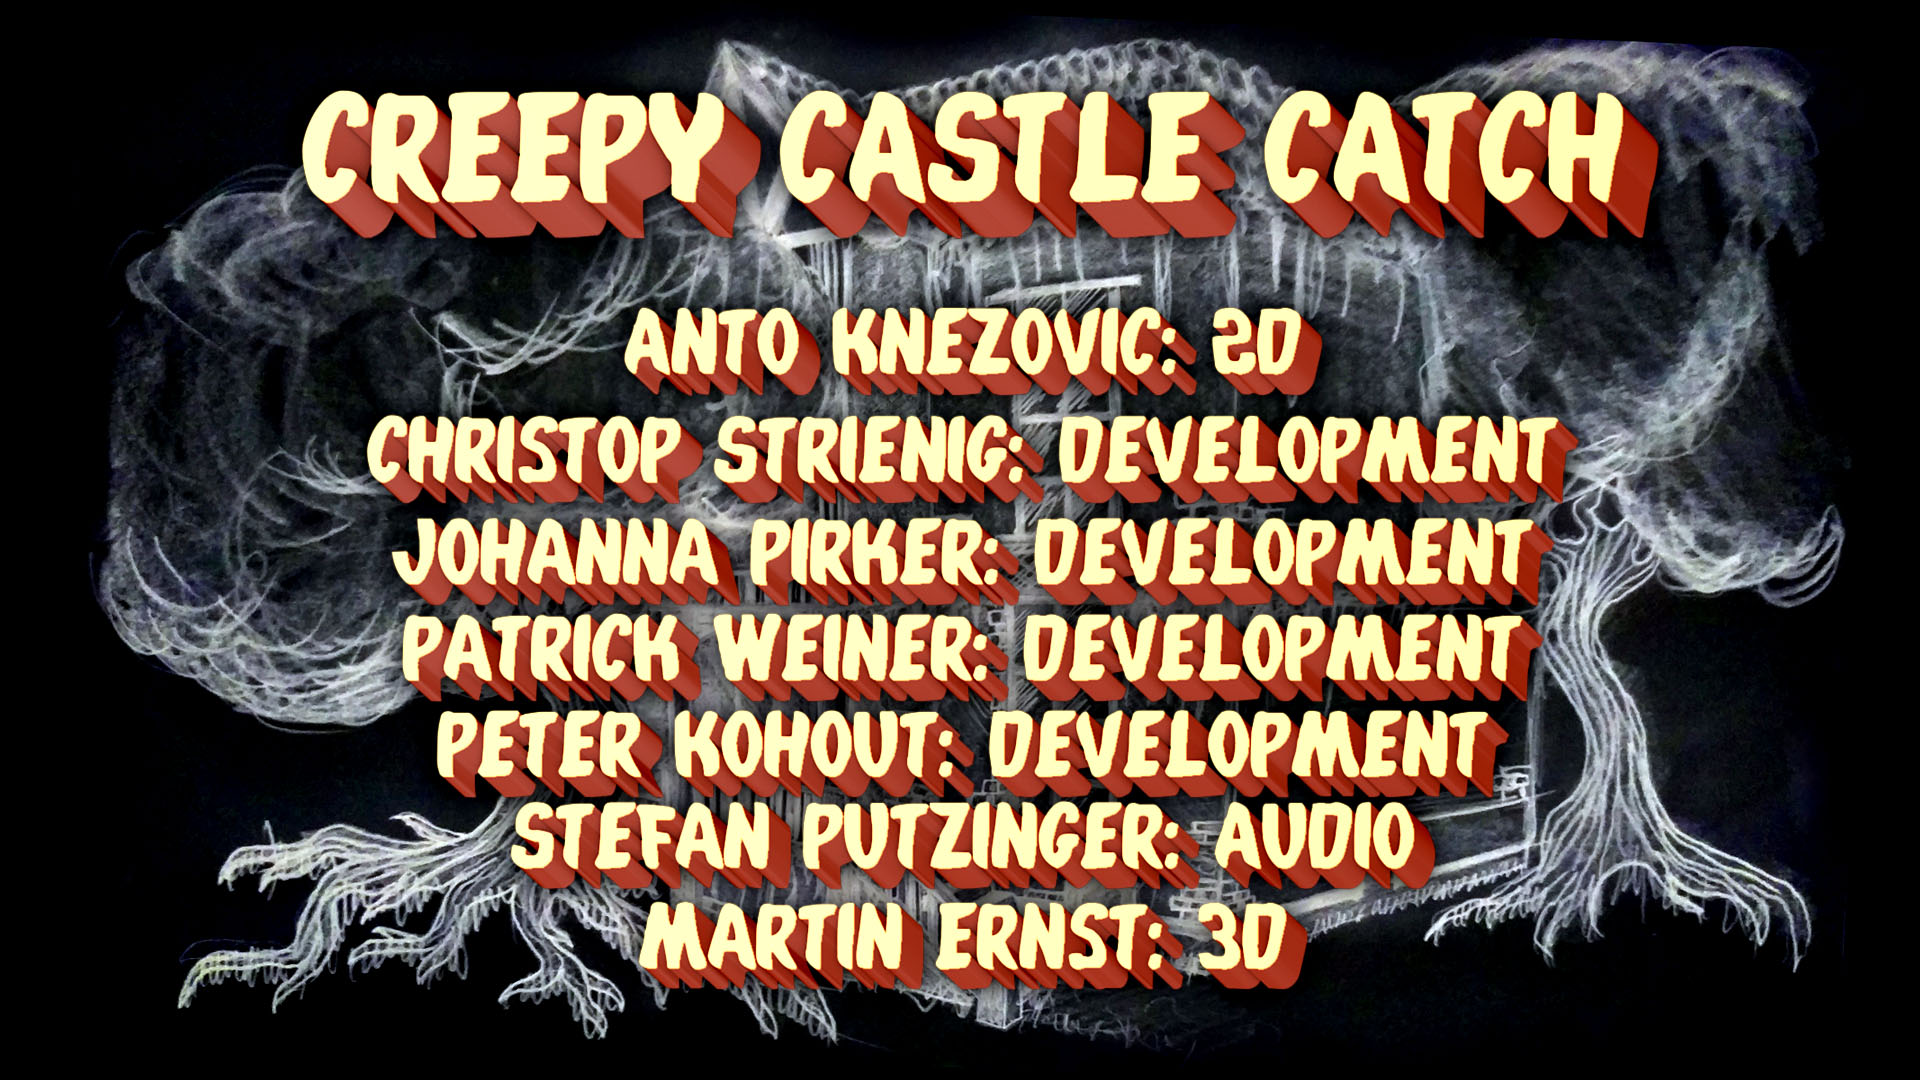 CREEPY CASTLE CATCH
ANTO KNEZOVIC: 2D
CHRISTOP STRIENIG: DEVELOPMENT
JOHANNA PIRKER: DEVELOPMENT
PATRICK WEINER: DEVELOPMENT
PETER KOHOUT: DEVELOPMENT
STEFAN PUTZINGER: AUDIO
MARTIN ERNST: 3D